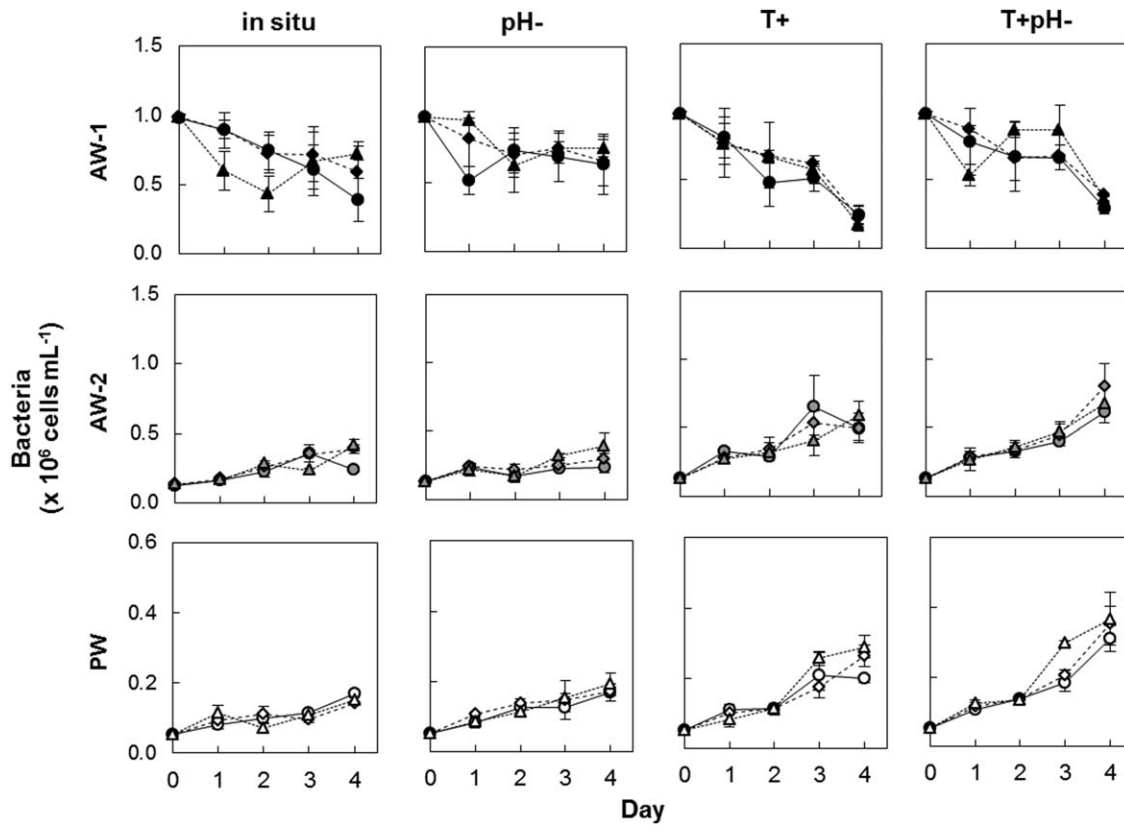 in situ pH- T+ T+pH-
AW-1
1.5
1.0
0.5
0.0
Bacteria
(x 10⁶ cells mL⁻¹)
AW-2
1.5
1.0
0.5
0.0
PW
0.6
0.4
0.2
0.0
0 1 2 3 4 0 1 2 3 4 0 1 2 3 4 0 1 2 3 4
Day